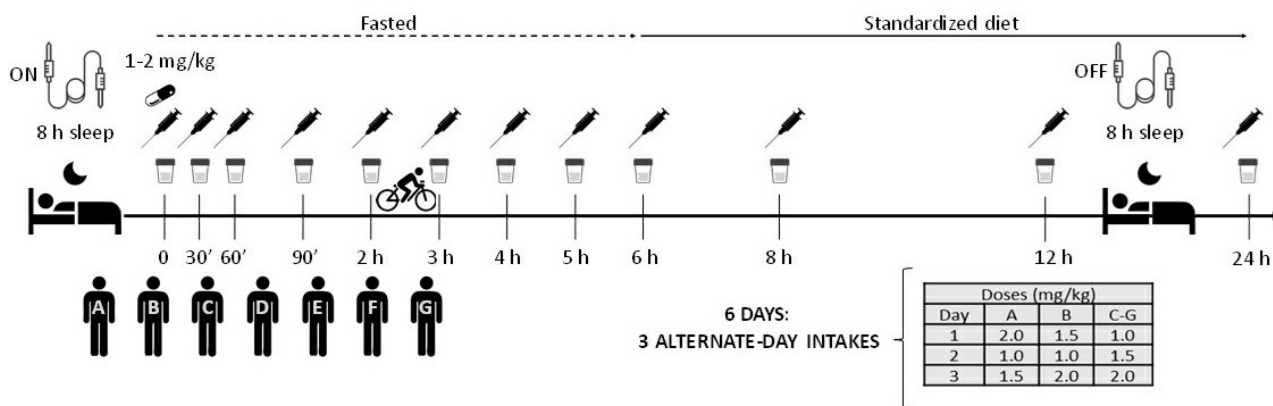 Fasted
Standardized diet
ON
1-2 mg/kg
OFF
8 h sleep
8 h sleep
0 30’ 60’ 90’ 2 h 3 h 4 h 5 h 6 h 8 h 12 h 24 h
A B C D E F G
6 DAYS:
3 ALTERNATE-DAY INTAKES
Doses (mg/kg)
Day A B C-G
1 2.0 1.5 1.0
2 1.0 1.0 1.5
3 1.5 2.0 2.0